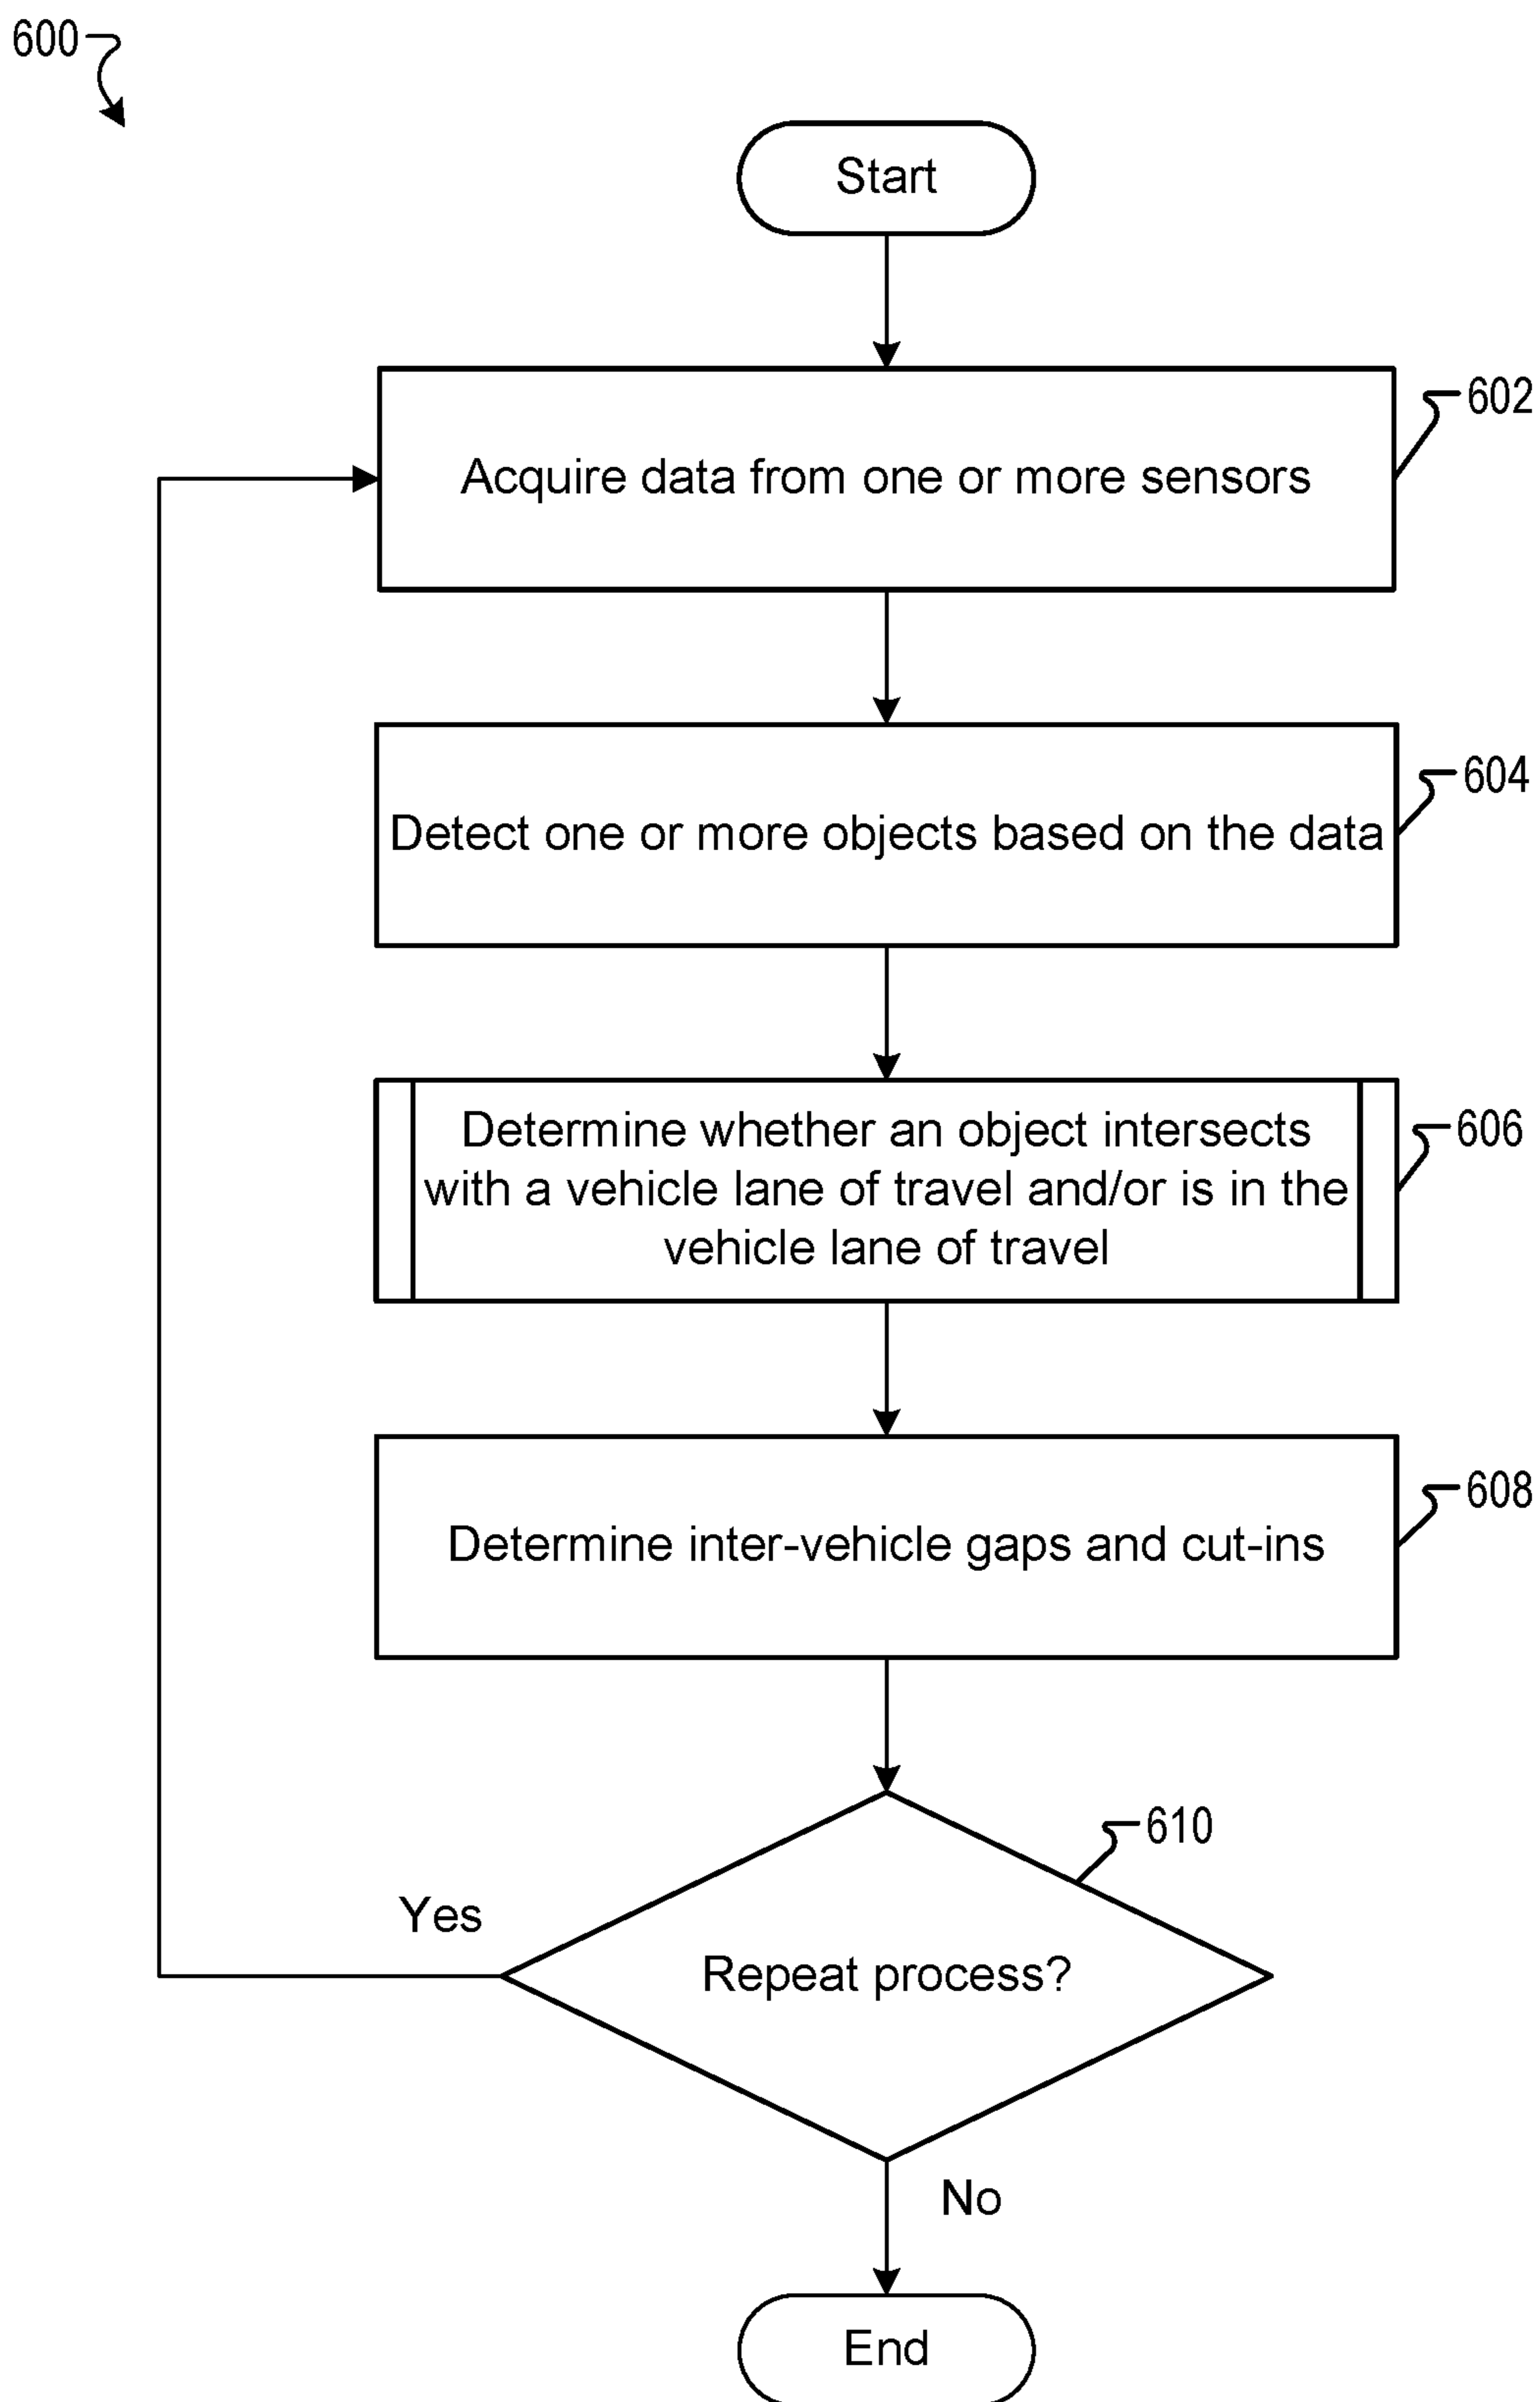 600
Start
602
Acquire data from one or more sensors
604
Detect one or more objects based on the data
606
Determine whether an object intersects
with a vehicle lane of travel and/or is in the
vehicle lane of travel
608
Determine inter-vehicle gaps and cut-ins
610
Yes
Repeat process?
No
End